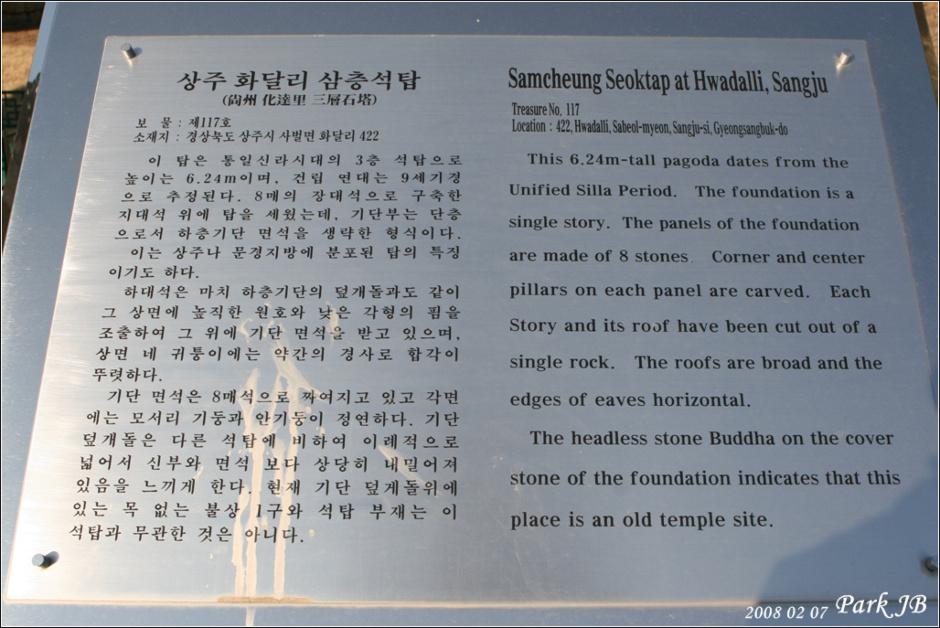 상주 화달리 삼층석탑
(尙州 化達里 三層石塔)
보 물 : 제117호
소재지 : 경상북도 상주시 사벌면 화달리 422
이 탑은 통일신라시대의 3층 석탑으로
높이는 6.24m이며, 건립 연대는 9세기경
으로 추정된다. 8매의 장대석으로 구축한
지대석 위에 탑을 세웠는데, 기단부는 단층
으로서 하층기단 면석을 생략한 형식이다.
이는 상주나 문경지방에 분포된 탑의 특징
이기도 하다.
하대석은 마치 하층기단의 덮개돌과도 같이
그 상면에 높직한 원호와 낮은 각형의 굄을
조출하여 그 위에 기단 면석을 받고 있으며,
상면 네 귀퉁이에는 약간의 경사로 합각이
뚜렷하다.
기단 면석은 8매석으로 짜여지고 있고 각면
에는 모서리 기둥과 안기둥이 정연하다. 기단
덮개돌은 다른 석탑에 비하여 이례적으로
넓어서 신부와 면석 보다 상당히 내밀어져
있음을 느끼게 한다. 현재 기단 덮게돌위에
있는 목 없는 불상 1구와 석탑 부재는 이
석탑과 무관한 것은 아니다.
Samcheung Seoktap at Hwadalli, Sangju
Treasure No. 117
Location : 422, Hwadalli, Sabeol-myeon, Sangju-si, Gyeongsangbuk-do
This 6.24m-tall pagoda dates from the
Unified Silla Period. The foundation is a
single story. The panels of the foundation
are made of 8 stones. Corner and center
pillars on each panel are carved. Each
Story and its roof have been cut out of a
single rock. The roofs are broad and the
edges of eaves horizontal.
The headless stone Buddha on the cover
stone of the foundation indicates that this
place is an old temple site.
2008 02 07 Park JB